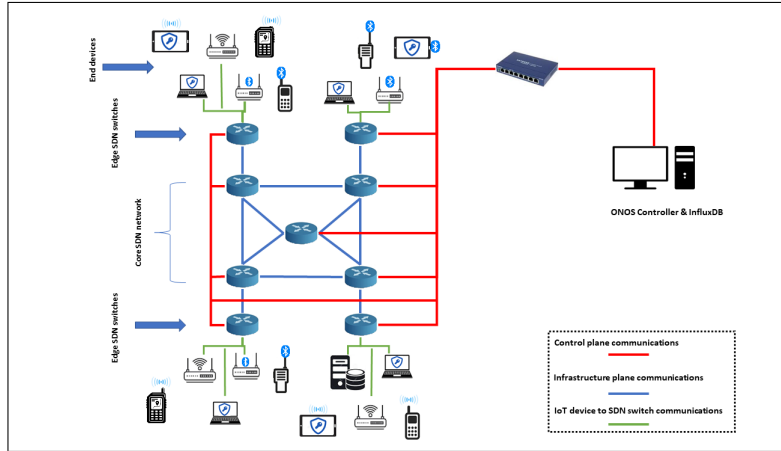 End devices
Edge SDN switches
Core SDN network
Edge SDN switches
ONOS Controller & InfluxDB
Control plane communications
Infrastructure plane communications
IoT device to SDN switch communications